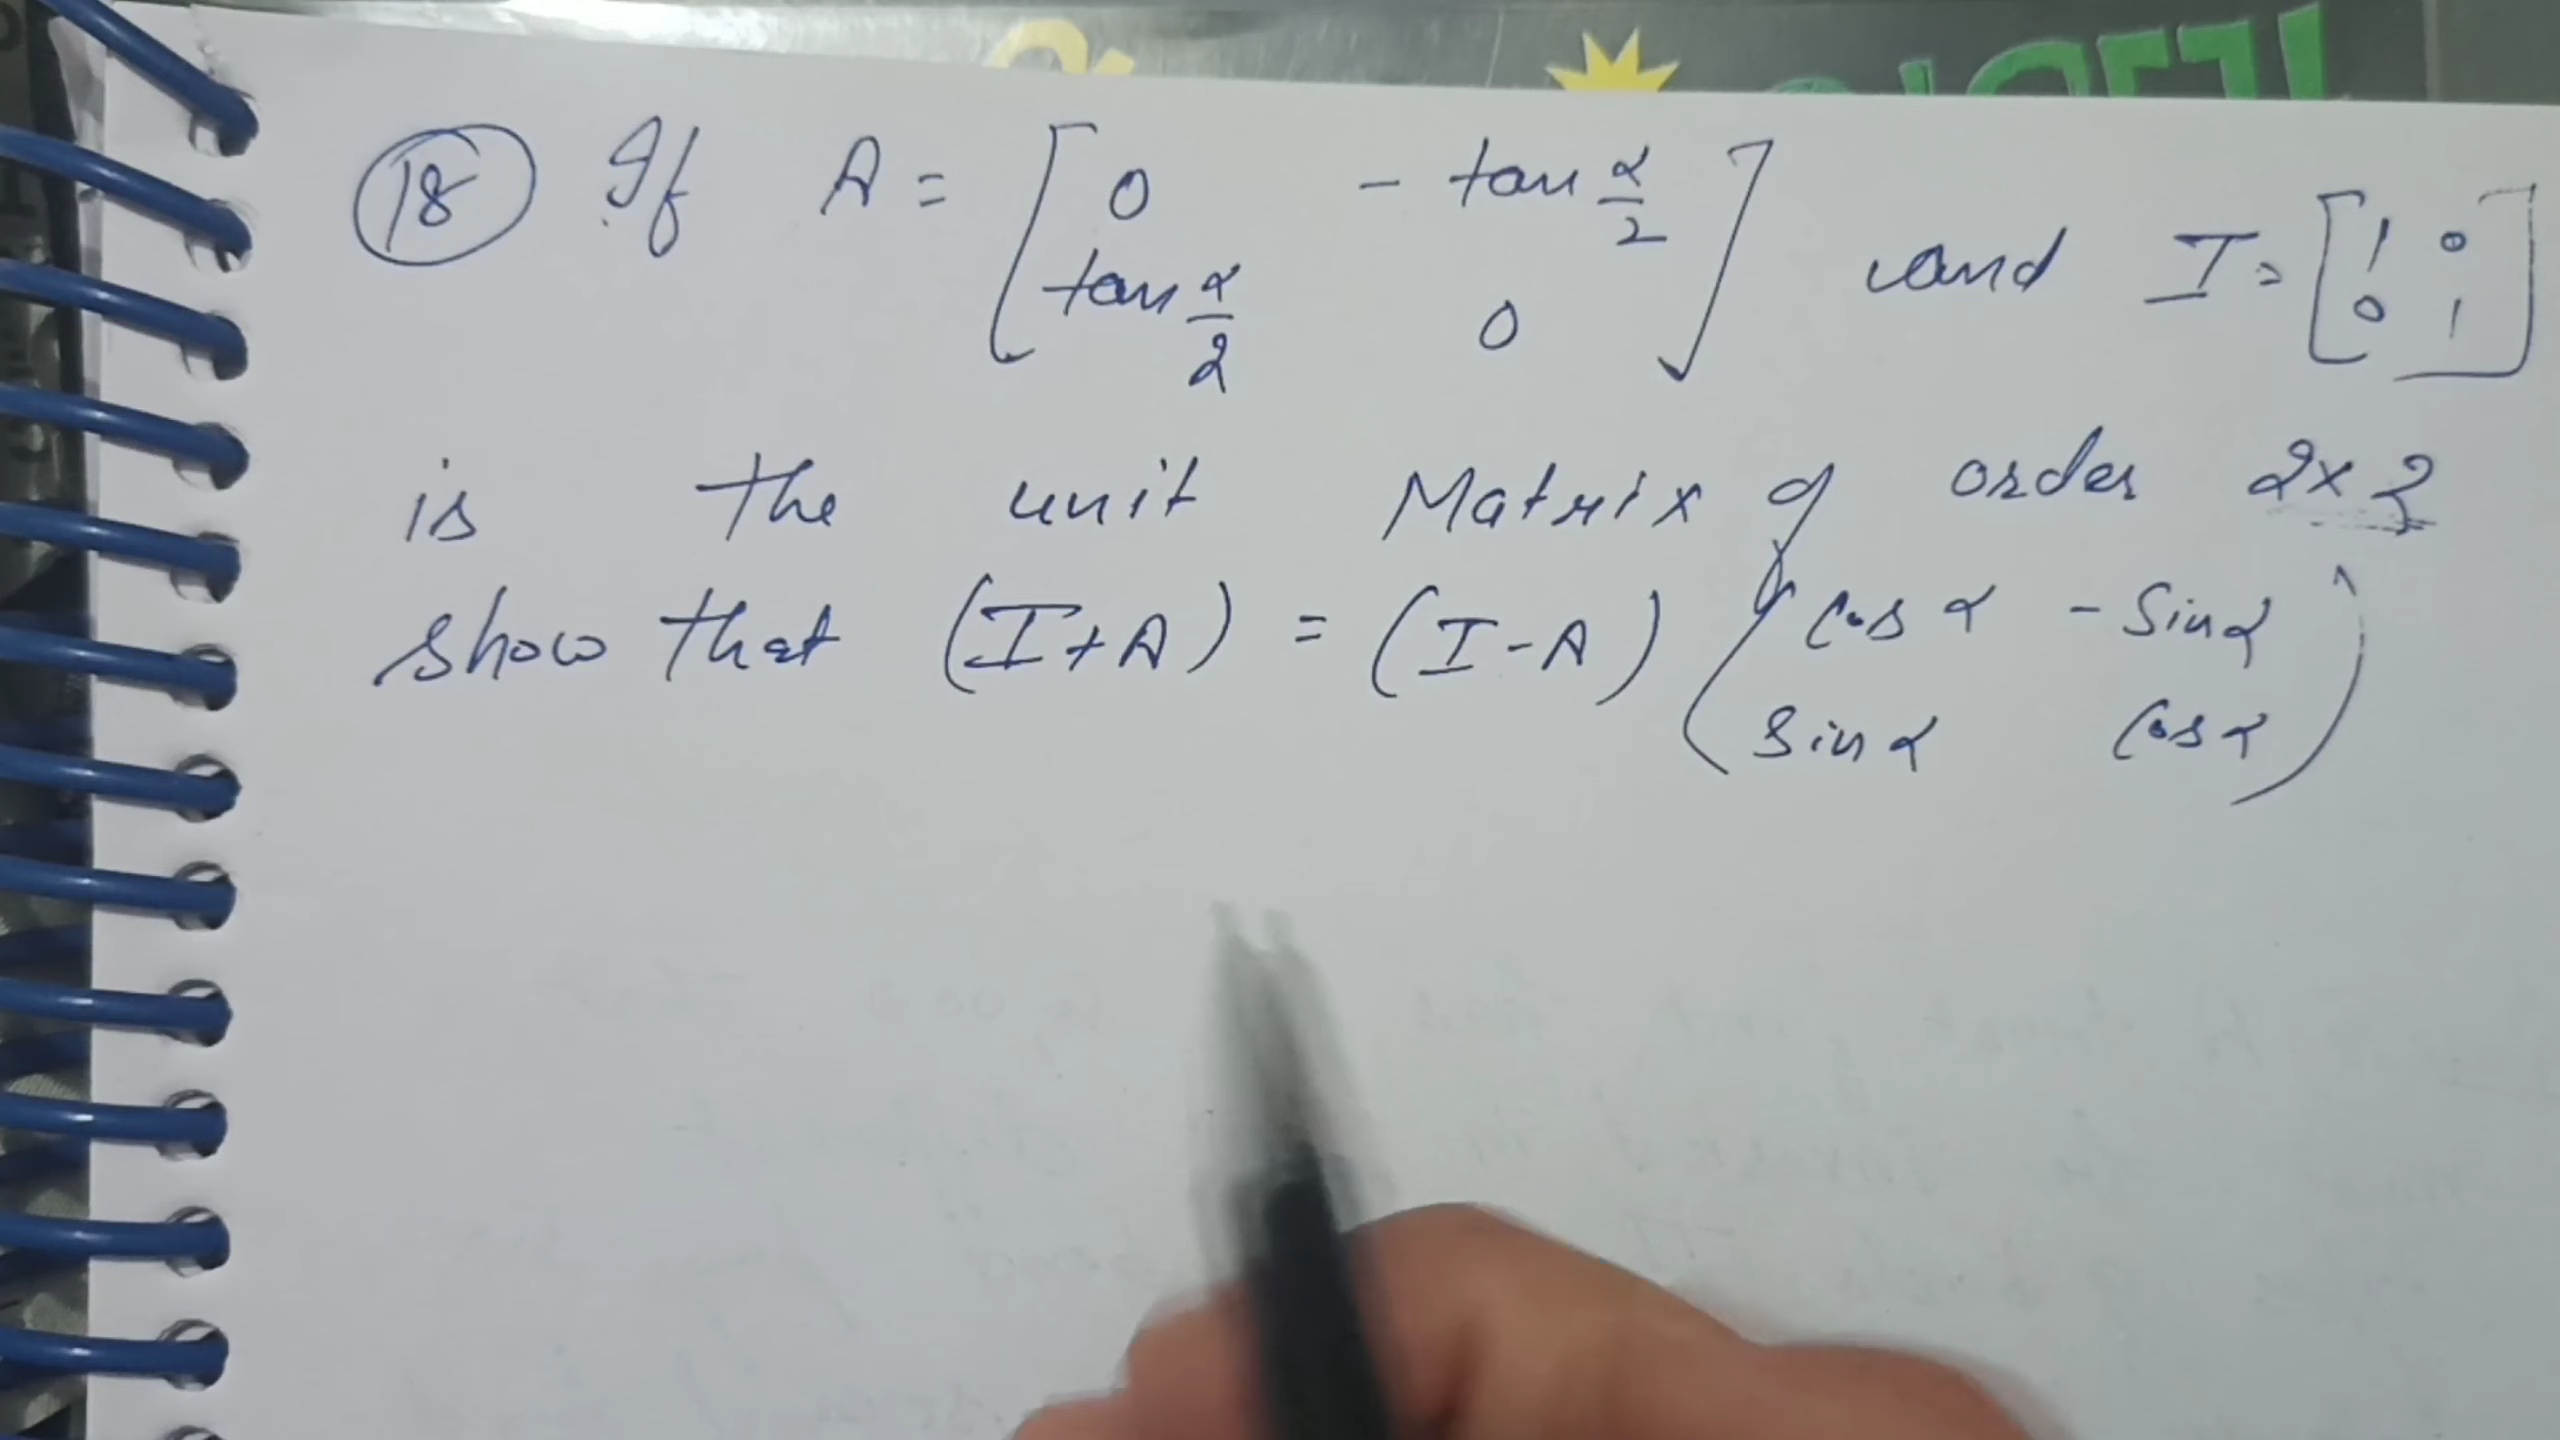 (18) If A = [ 0 - tan α/2 tan α/2 0 ] and I = [ 1 0 0 1 ]
is the unit Matrix of order 2×2
show that (I+A) = (I-A) ( Cos α - Sin α Sin α Cos α )